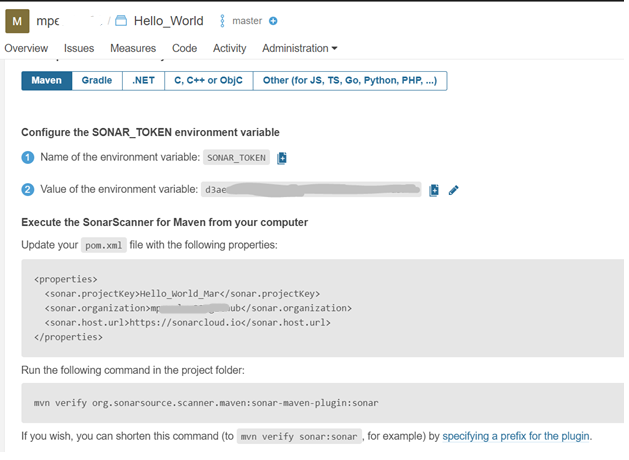 M mpe / Hello_World master
Overview Issues Measures Code Activity Administration
Maven Gradle .NET C, C++ or ObjC Other (for JS, TS, Go, Python, PHP, ...)
Configure the SONAR_TOKEN environment variable
1 Name of the environment variable: SONAR_TOKEN
2 Value of the environment variable: d3ae
Execute the SonarScanner for Maven from your computer
Update your pom.xml file with the following properties:
<properties>
<sonar.projectKey>Hello_World_Mar</sonar.projectKey>
<sonar.organization>mp ub</sonar.organization>
<sonar.host.url>https://sonarcloud.io</sonar.host.url>
</properties>
Run the following command in the project folder:
mvn verify org.sonarsource.scanner.maven:sonar-maven-plugin:sonar
If you wish, you can shorten this command (to mvn verify sonar:sonar , for example) by specifying a prefix for the plugin.